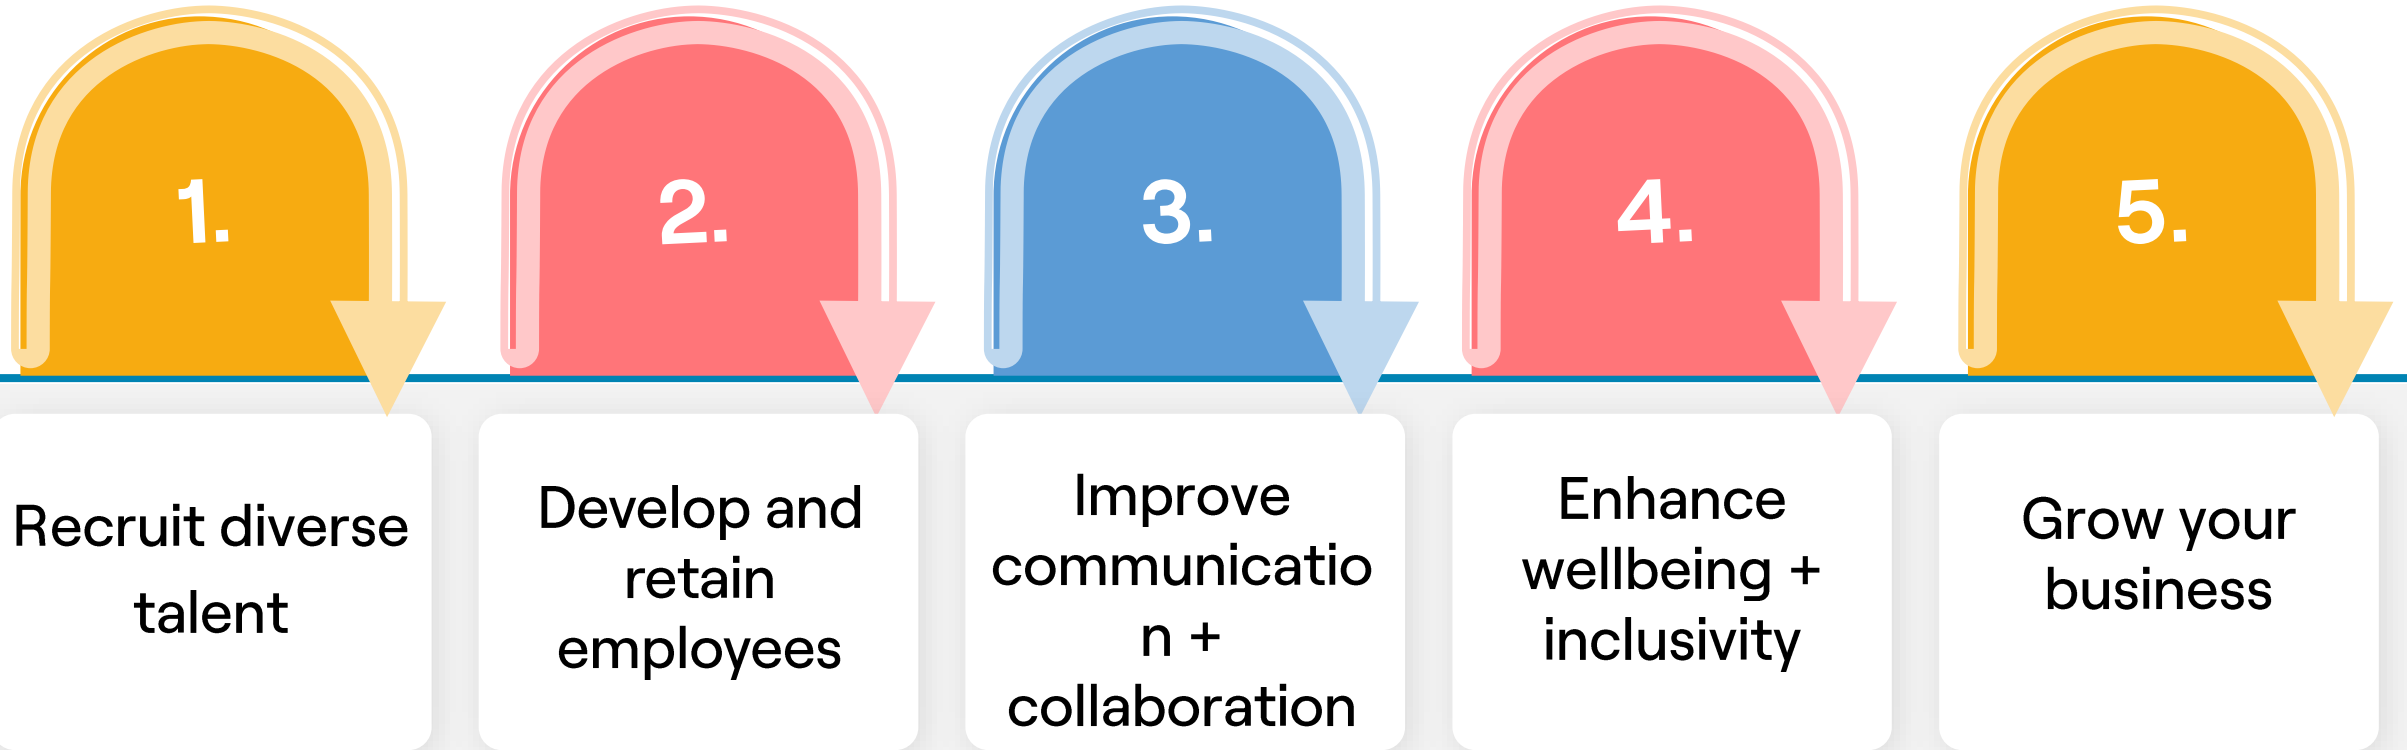 1.
Recruit diverse
talent
2.
Develop and
retain
employees
3.
Improve
communicatio
n +
collaboration
4.
Enhance
wellbeing +
inclusivity
5.
Grow your
business